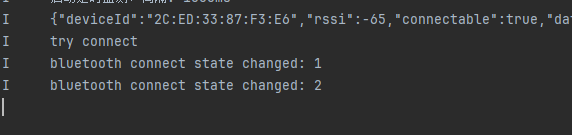 I {"deviceId":"2C:ED:33:87:F3:E6","rssi":-65,"connectable":true,"dat
I try connect
I bluetooth connect state changed: 1
I bluetooth connect state changed: 2